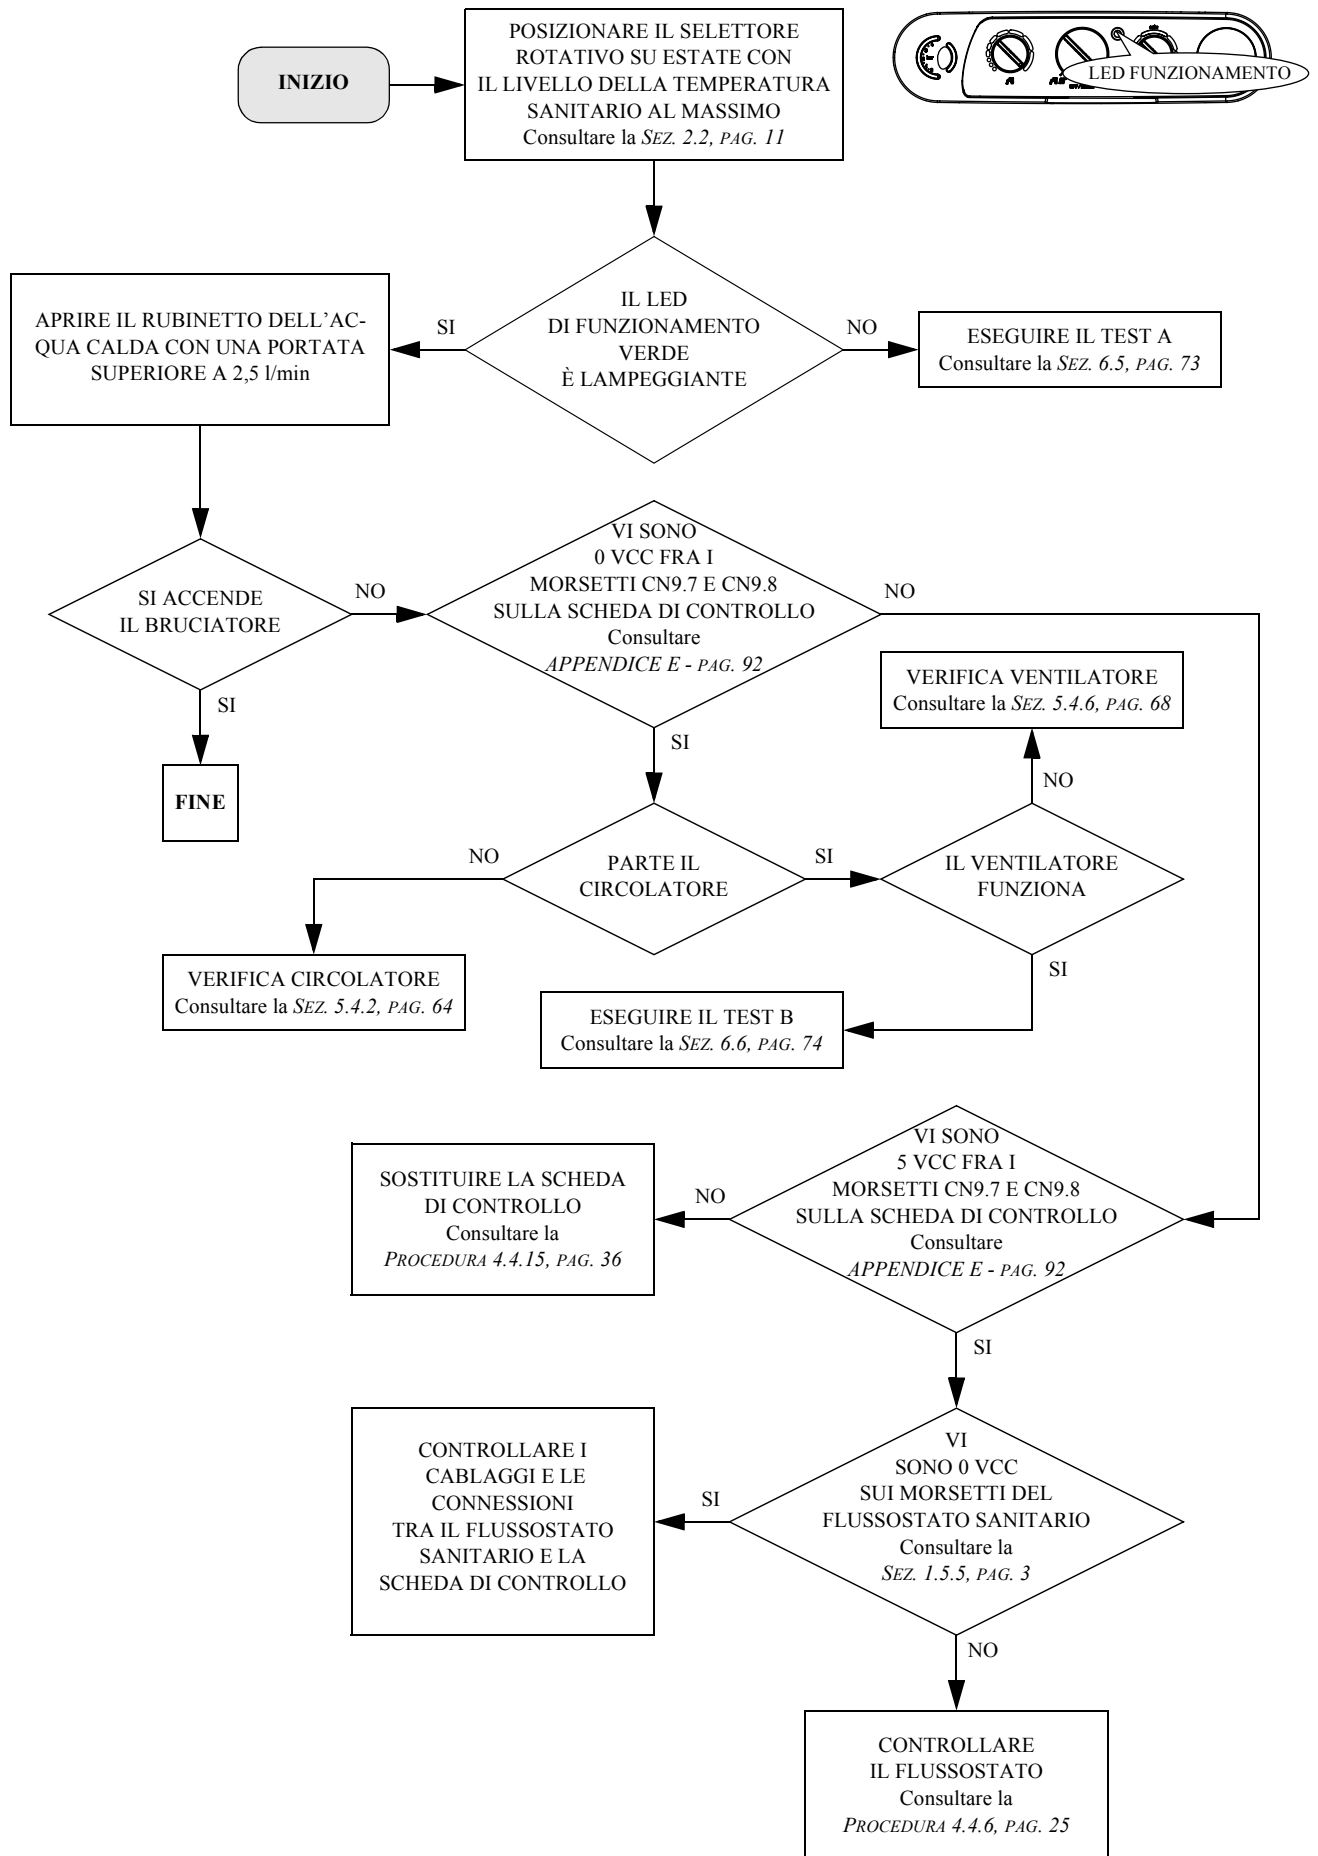 INIZIO
POSIZIONARE IL SELETTORE
ROTATIVO SU ESTATE CON
IL LIVELLO DELLA TEMPERATURA
SANITARIO AL MASSIMO
Consultare la SEZ. 2.2, PAG. 11
LED FUNZIONAMENTO
IL LED
DI FUNZIONAMENTO
VERDE
È LAMPEGGIANTE
SI
NO
APRIRE IL RUBINETTO DELL’AC-
QUA CALDA CON UNA PORTATA
SUPERIORE A 2,5 l/min
ESEGUIRE IL TEST A
Consultare la SEZ. 6.5, PAG. 73
SI ACCENDE
IL BRUCIATORE
NO
SI
FINE
VI SONO
0 VCC FRA I
MORSETTI CN9.7 E CN9.8
SULLA SCHEDA DI CONTROLLO
Consultare
APPENDICE E - PAG. 92
NO
SI
VERIFICA VENTILATORE
Consultare la SEZ. 5.4.6, PAG. 68
NO
PARTE IL
CIRCOLATORE
NO
SI
IL VENTILATORE
FUNZIONA
SI
VERIFICA CIRCOLATORE
Consultare la SEZ. 5.4.2, PAG. 64
ESEGUIRE IL TEST B
Consultare la SEZ. 6.6, PAG. 74
VI SONO
5 VCC FRA I
MORSETTI CN9.7 E CN9.8
SULLA SCHEDA DI CONTROLLO
Consultare
APPENDICE E - PAG. 92
NO
SOSTITUIRE LA SCHEDA
DI CONTROLLO
Consultare la
PROCEDURA 4.4.15, PAG. 36
SI
VI
SONO 0 VCC
SUI MORSETTI DEL
FLUSSOSTATO SANITARIO
Consultare la
SEZ. 1.5.5, PAG. 3
SI
CONTROLLARE I
CABLAGGI E LE
CONNESSIONI
TRA IL FLUSSOSTATO
SANITARIO E LA
SCHEDA DI CONTROLLO
NO
CONTROLLARE
IL FLUSSOSTATO
Consultare la
PROCEDURA 4.4.6, PAG. 25